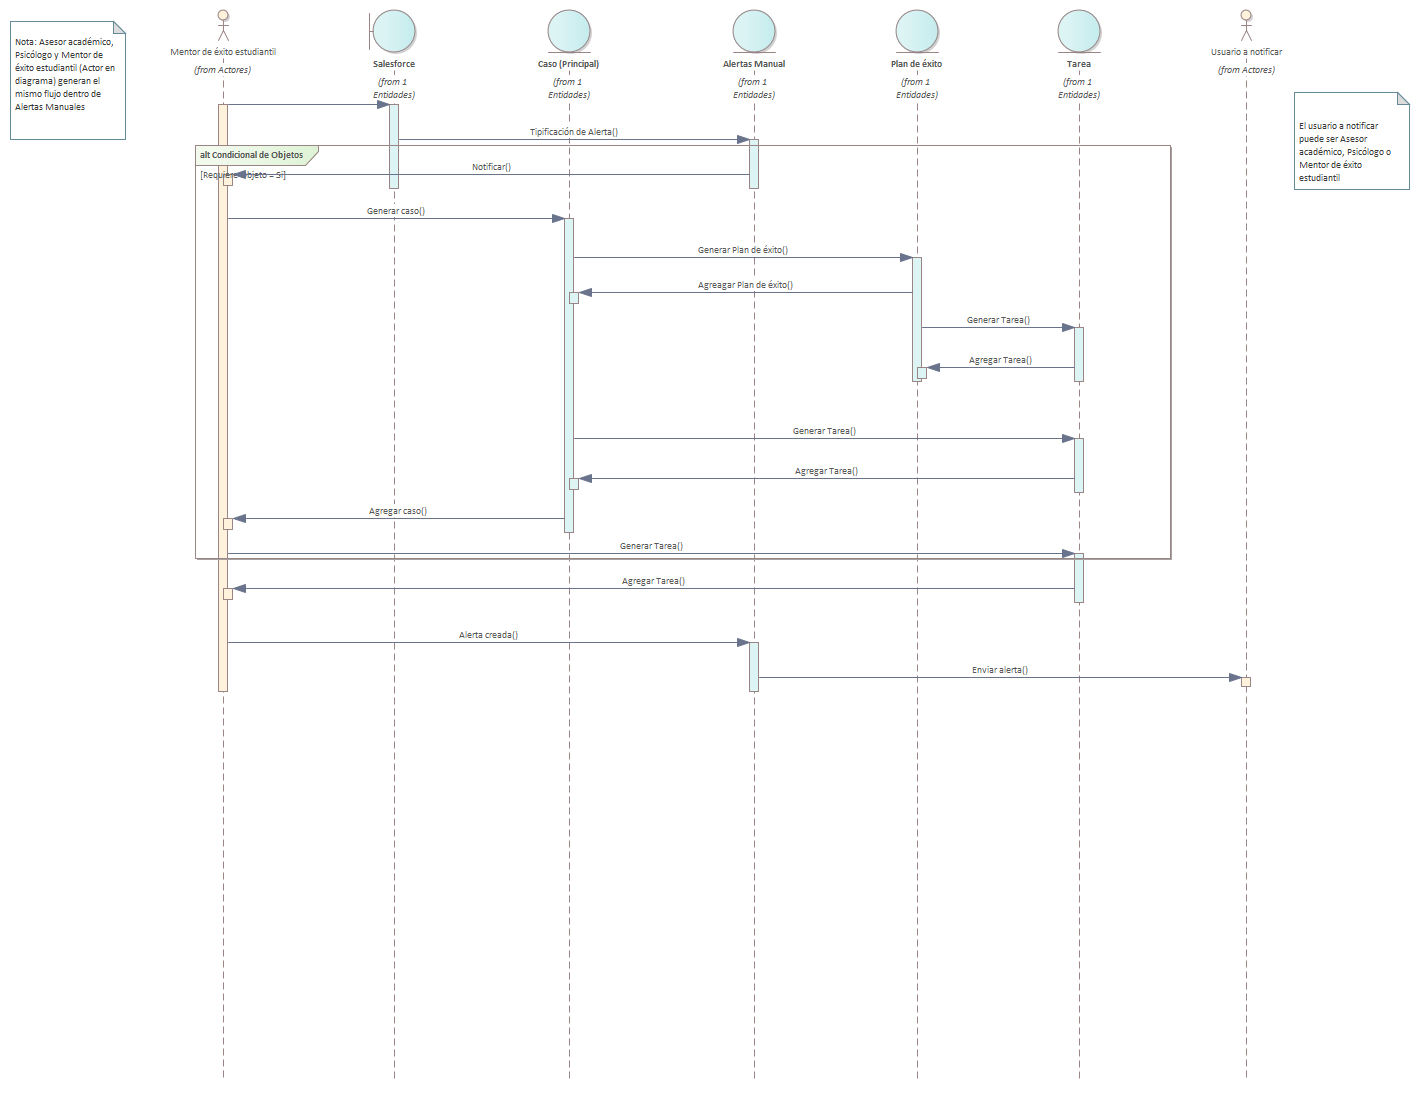 Nota: Asesor académico,
Psicólogo y Mentor de
éxito estudiantil (Actor en
diagrama) generan el
mismo flujo dentro de
Alertas Manuales
Mentor de éxito estudiantil
(from Actores)
Salesforce
(from 1
Entidades)
Caso (Principal)
(from 1
Entidades)
Alertas Manual
(from 1
Entidades)
Plan de éxito
(from 1
Entidades)
Tarea
(from 1
Entidades)
Usuario a notificar
(from Actores)
El usuario a notificar
puede ser Asesor
académico, Psicólogo o
Mentor de éxito
estudiantil
Tipificación de Alerta()
alt Condicional de Objetos
[Requiere objeto = Si]
Notificar()
Generar caso()
Generar Plan de éxito()
Agreagar Plan de éxito()
Generar Tarea()
Agregar Tarea()
Generar Tarea()
Agregar Tarea()
Agregar caso()
Generar Tarea()
Agregar Tarea()
Alerta creada()
Enviar alerta()